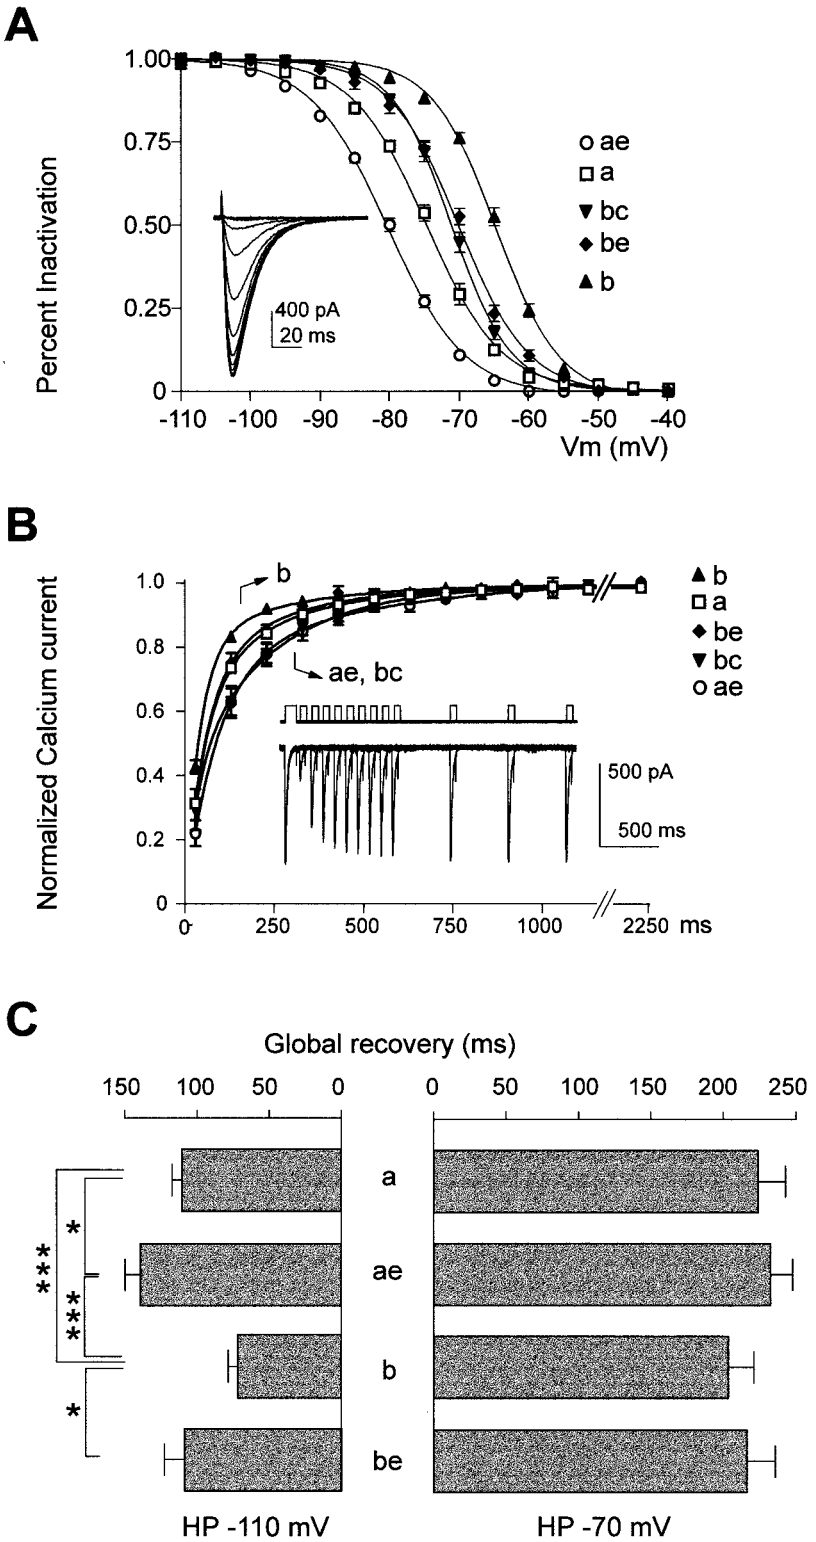 A
Percent Inactivation
1.00
0.75
0.50
0.25
0
ae
a
bc
be
b
400 pA
20 ms
-110 -100 -90 -80 -70 -60 -50 -40
Vm (mV)
B
Normalized Calcium current
1.0
0.8
0.6
0.4
0.2
0
b
ae, bc
b
a
be
bc
ae
500 pA
500 ms
0 250 500 750 1000 2250 ms
C
Global recovery (ms)
150 100 50 0 0 50 100 150 200 250
a
*
***
ae
***
b
*
be
HP -110 mV HP -70 mV